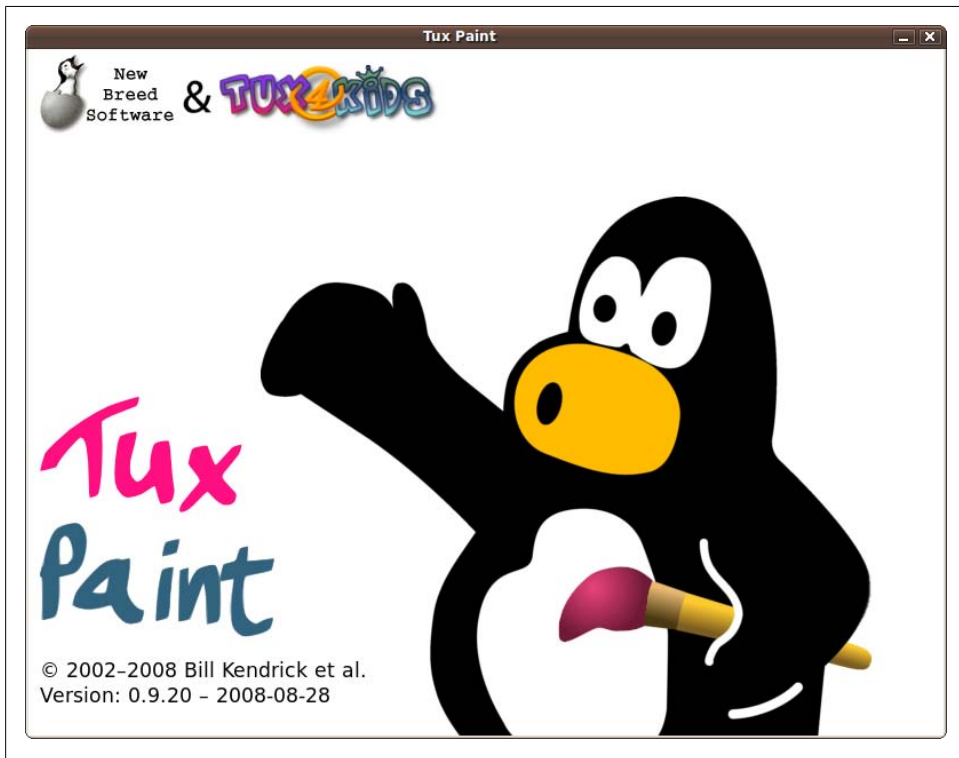 Tux Paint
New
Breed
Software
&
TUX4KIDS
Tux
Paint
© 2002–2008 Bill Kendrick et al.
Version: 0.9.20 – 2008-08-28